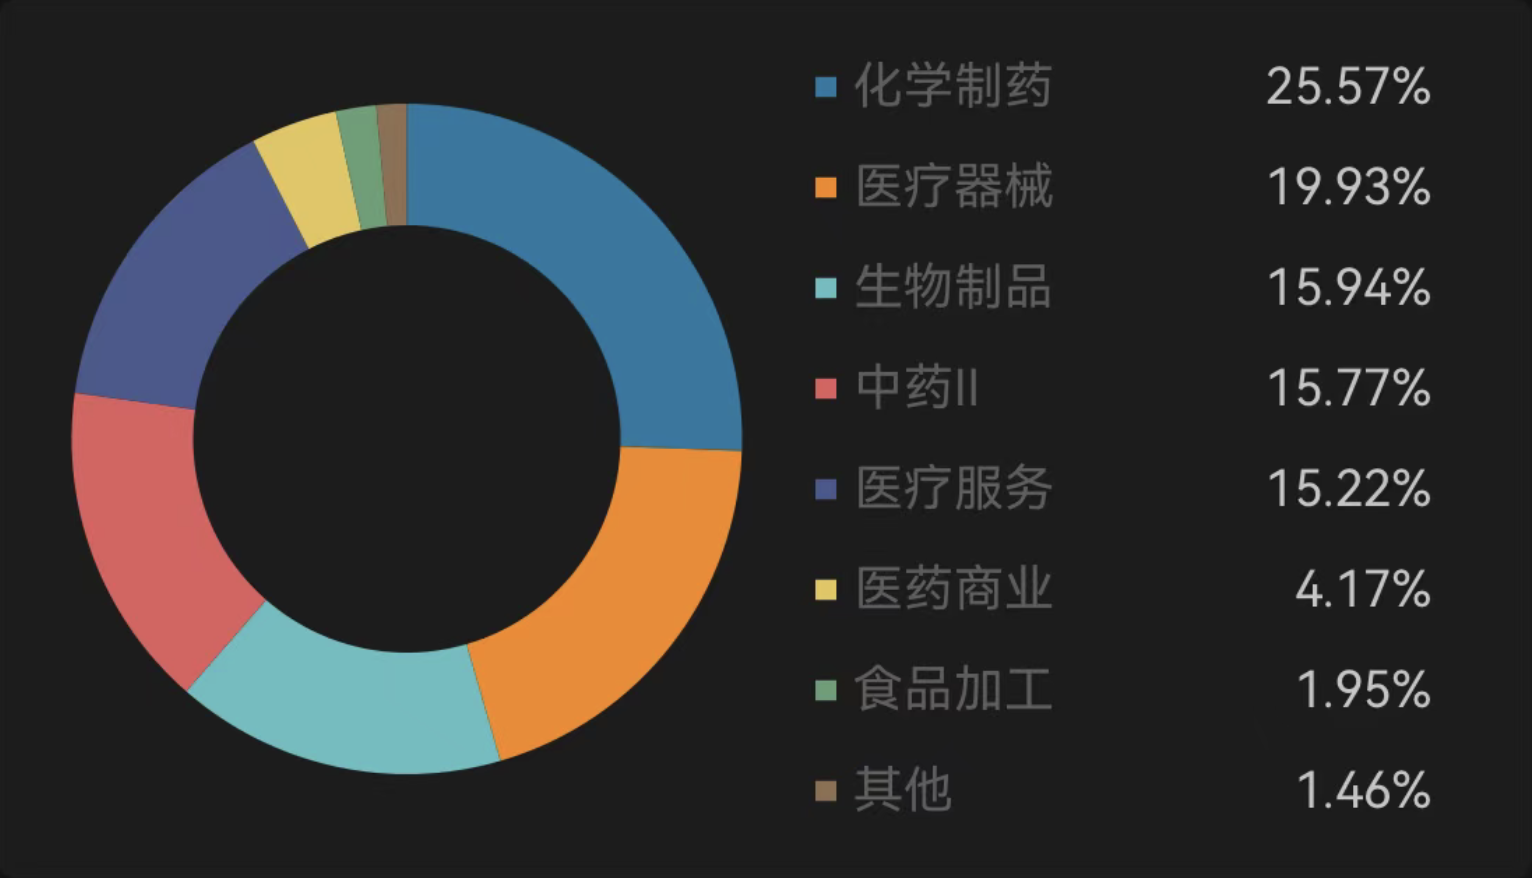 化学制药 25.57%
医疗器械 19.93%
生物制品 15.94%
中药II 15.77%
医疗服务 15.22%
医药商业 4.17%
食品加工 1.95%
其他 1.46%